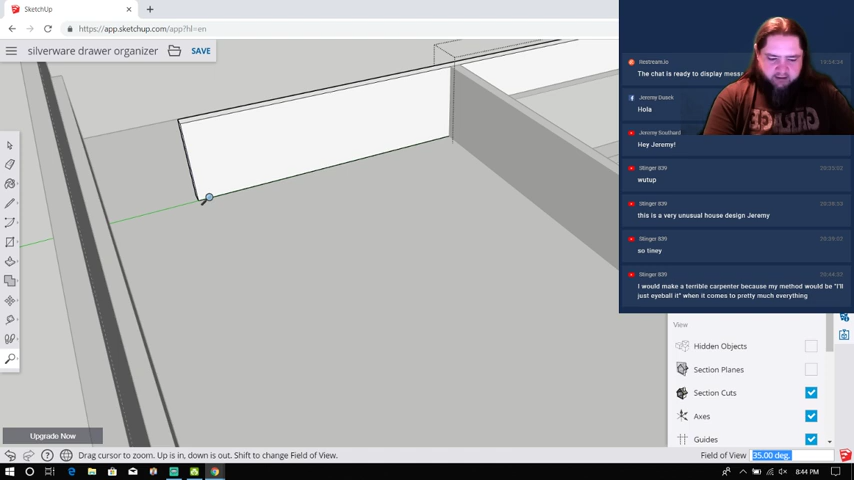 SketchUp
https://app.sketchup.com/app?hl=en
silverware drawer organizer
SAVE
Restream.io
The chat is ready to display mess
Jeremy Dusek
Hola
Jeremy Southard
Hey Jeremy!
Stinger 839
wutup
Stinger 839
this is a very unusual house design Jeremy
Stinger 839
so tiney
Stinger 839
I would make a terrible carpenter because my method would be "I'll
just eyeball it" when it comes to pretty much everything
View
Hidden Objects
Section Planes
Section Cuts
Axes
Guides
Upgrade Now
Drag cursor to zoom. Up is in, down is out. Shift to change Field of View.
Field of View
35.00 deg.
8:44 PM